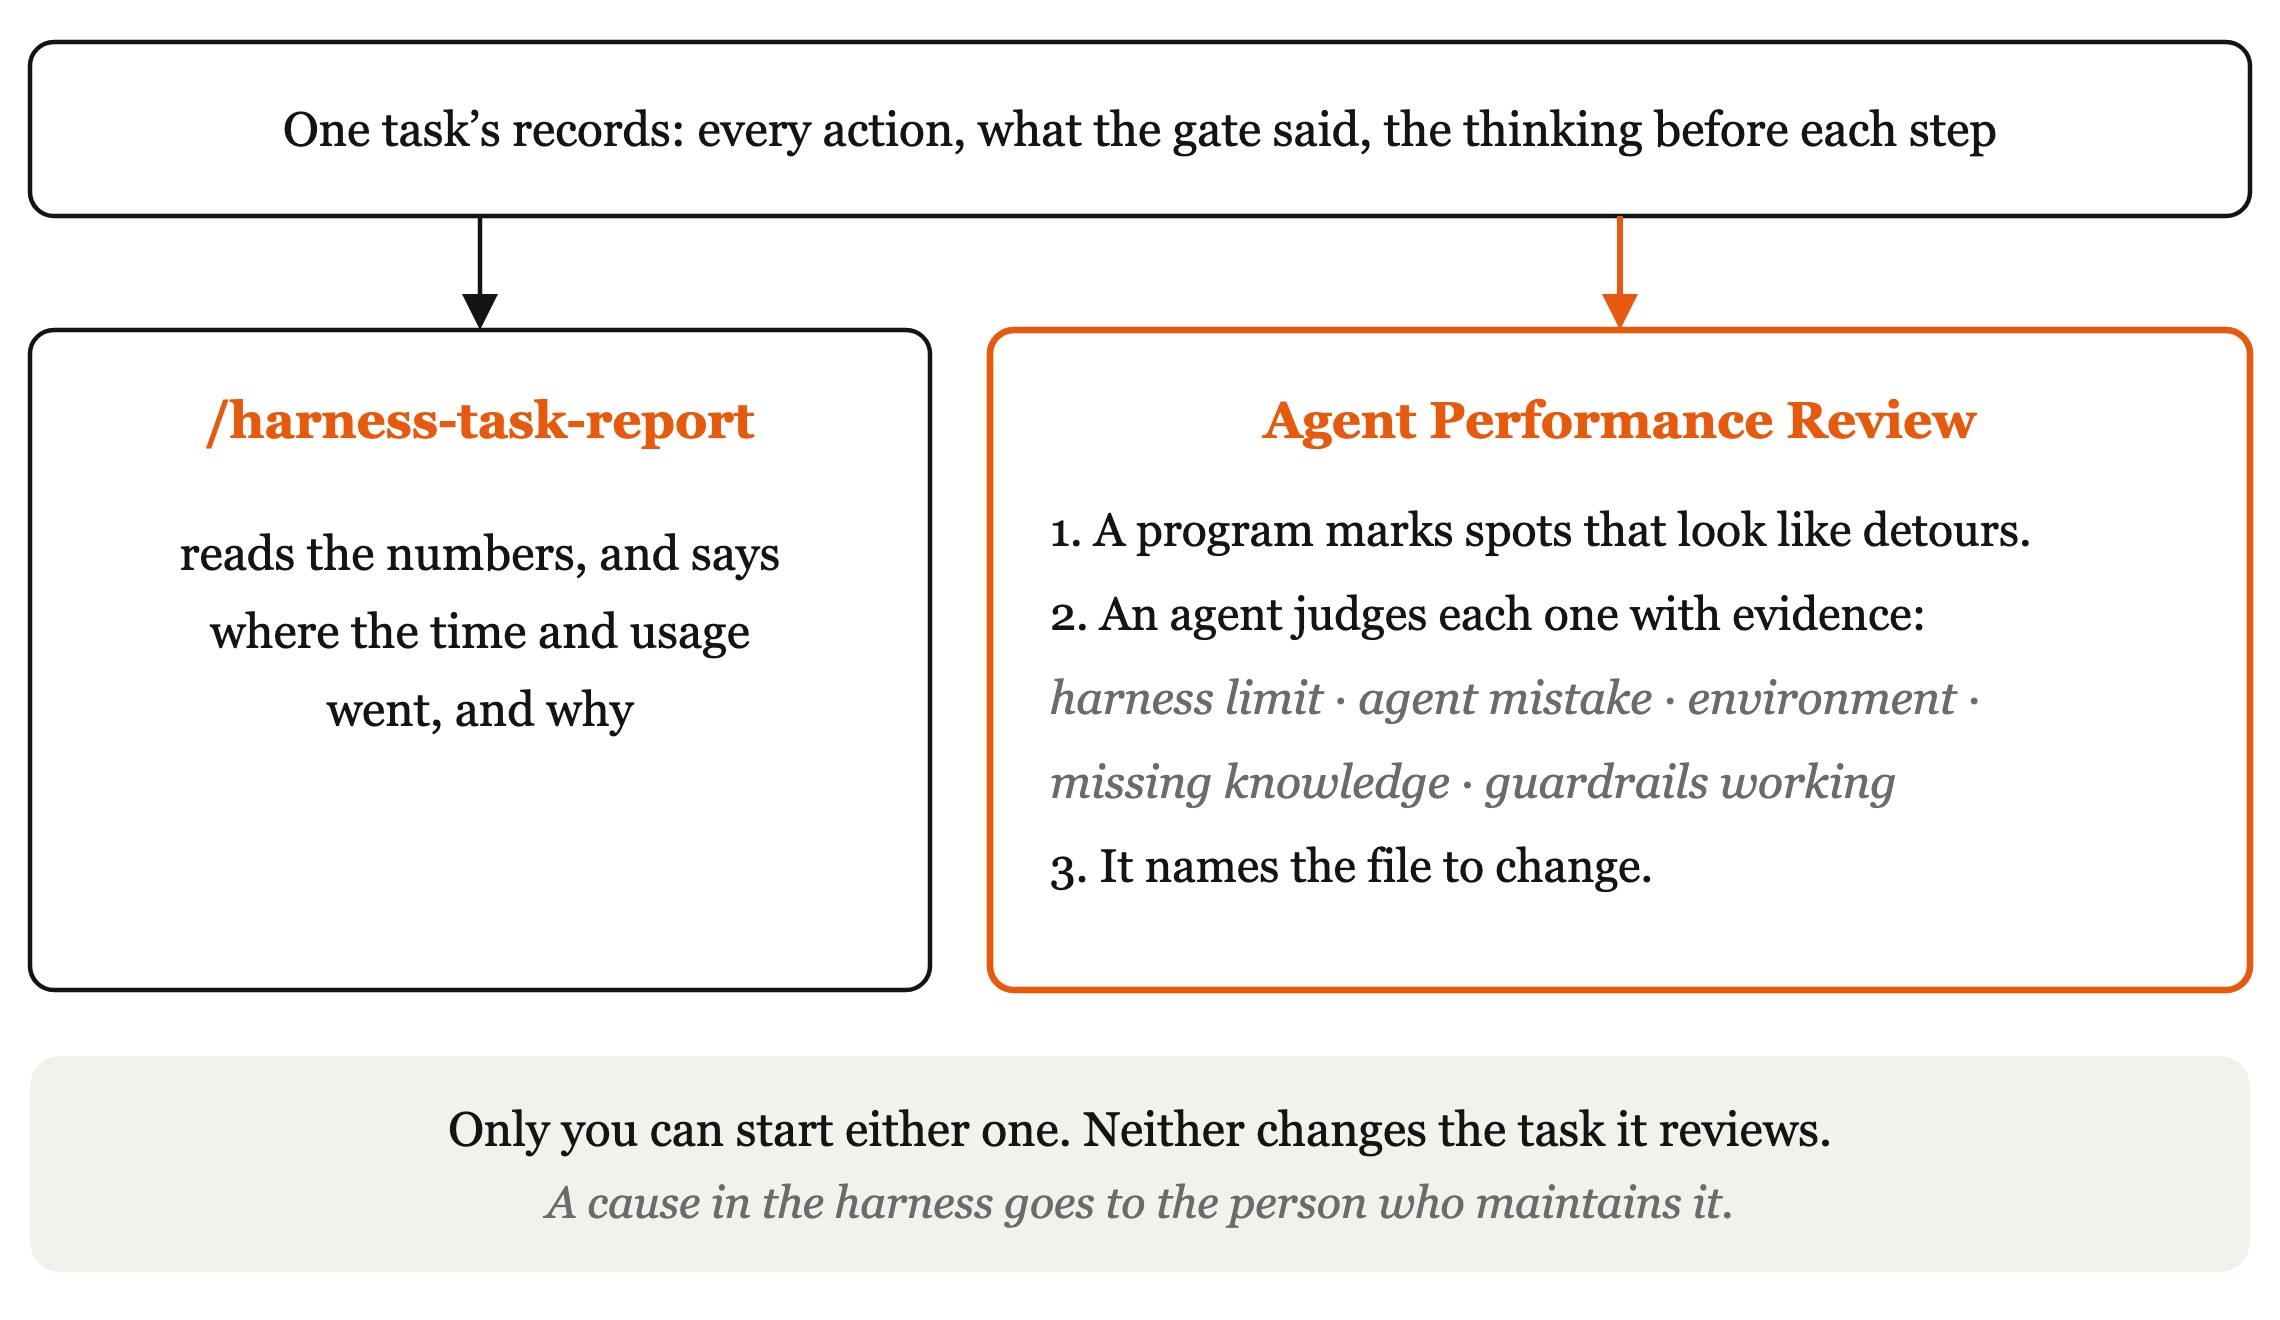 One task’s records: every action, what the gate said, the thinking before each step
/harness-task-report
reads the numbers, and says
where the time and usage
went, and why
Agent Performance Review
1. A program marks spots that look like detours.
2. An agent judges each one with evidence:
harness limit · agent mistake · environment ·
missing knowledge · guardrails working
3. It names the file to change.
Only you can start either one. Neither changes the task it reviews.
A cause in the harness goes to the person who maintains it.